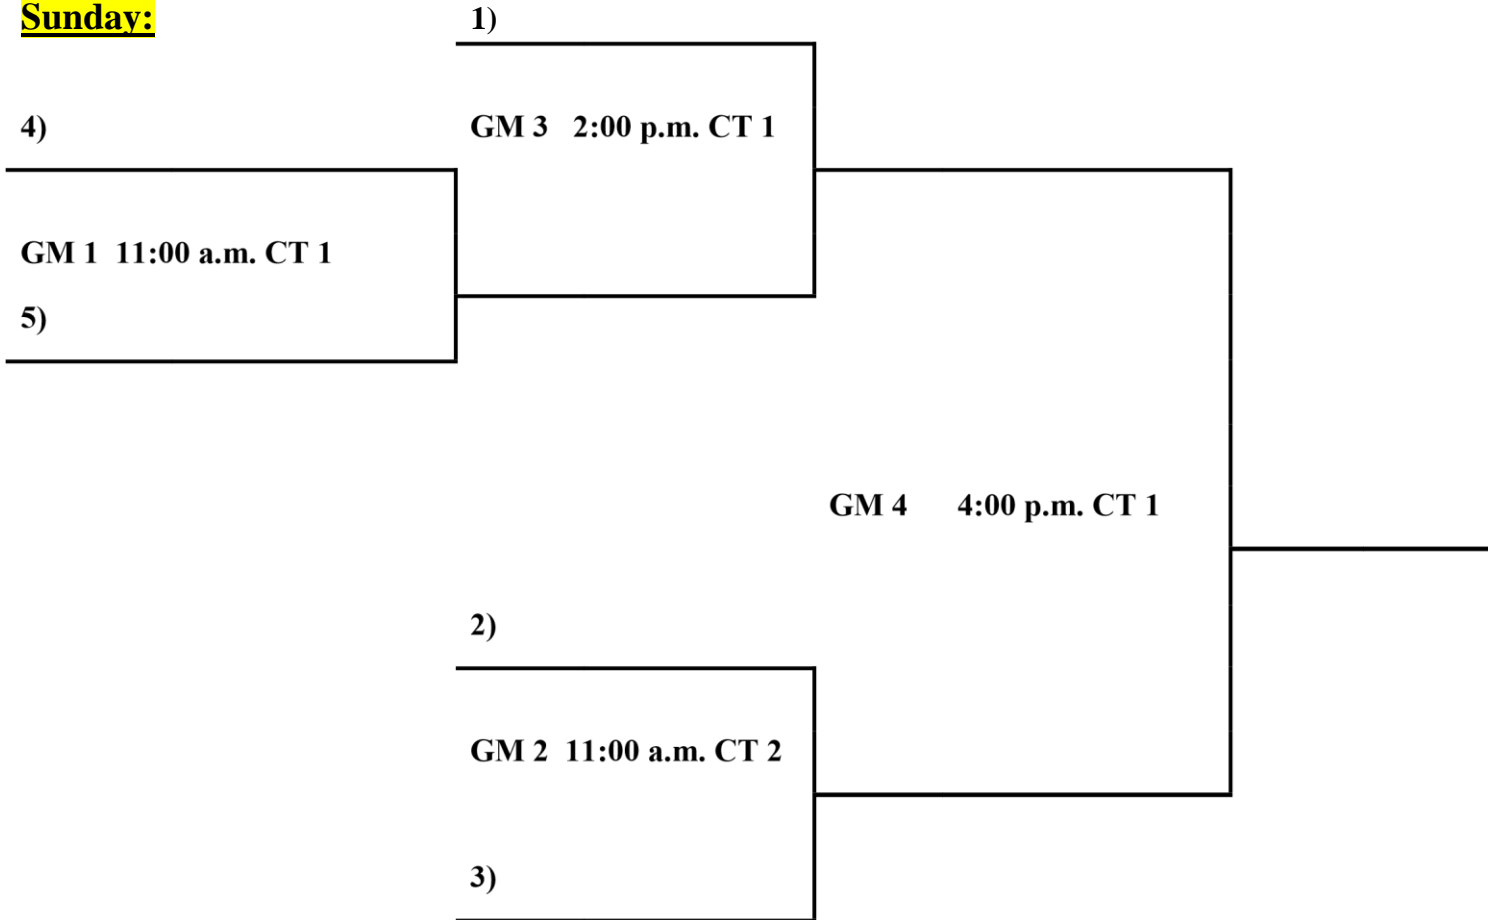 Sunday:
1)
4)
GM 3 2:00 p.m. CT 1
GM 1 11:00 a.m. CT 1
5)
GM 4 4:00 p.m. CT 1
2)
GM 2 11:00 a.m. CT 2
3)